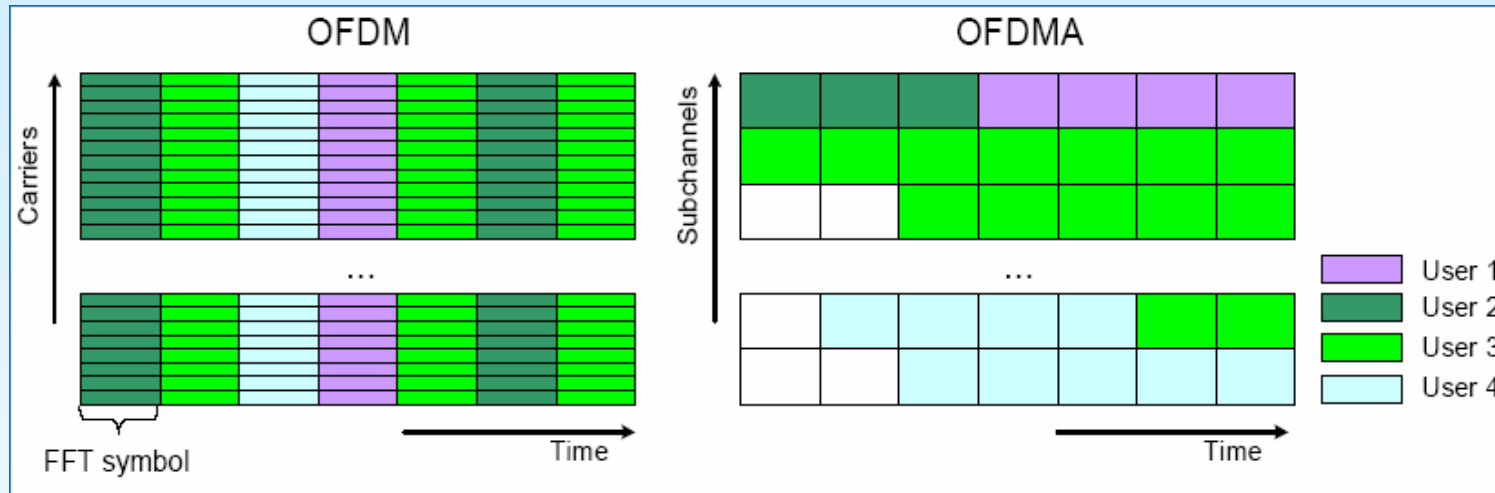 OFDM
OFDMA
Carriers
Subchannels
...
...
User 1
User 2
User 3
User 4
FFT symbol
Time
Time